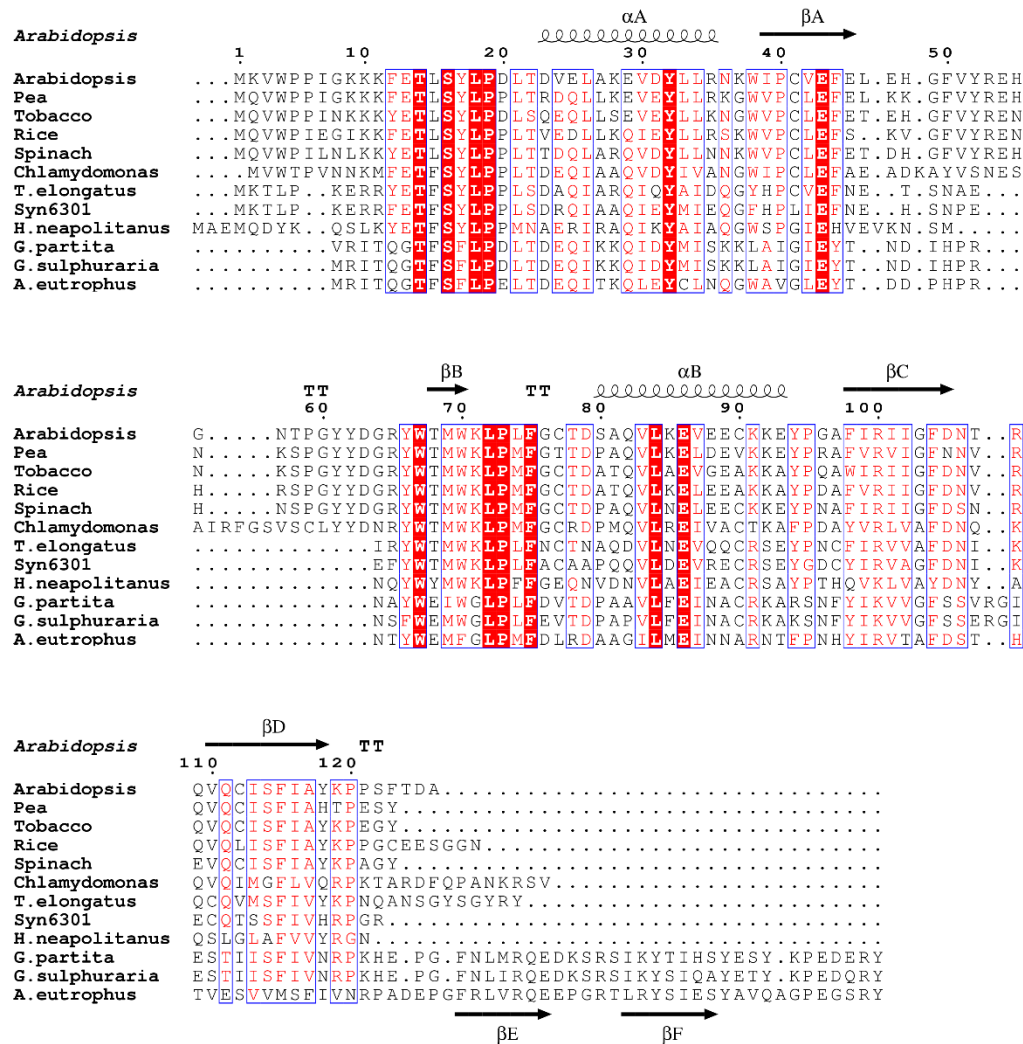 αA βA
Arabidopsis
1 10 20 30 40 50
Arabidopsis ...MKVWPPIGKKKFETLSYLPDLTDVELAKEVDYLLRNKWIPCVEFEL.EH.GFVYREH
Pea ...MQVWPPIGKKKFETLSYLPDLTRDQLLKEVEYLLRKGWVPCLEFEL.KK.GFVYREH
Tobacco ...MQVWPPINKKKYETLSYLPDLSQEQLLSEVEYLLKNGWVPCLEFET.EH.GFVYREN
Rice ...MQVWPIEGIKKFETLSYLPPLTVEDLLKQIEYLLRSKWVPCLEFS..KV.GFVYREN
Spinach ...MQVWPILNLKKYETLSYLPPLTTDQLARQVDYLLNNKWVPCLEFET.DH.GFVYREH
Chlamydomonas ....MVWTPVNNKMFETFSYLPPLTDEQIAAQVDYIVANGWIPCLEFAE.ADKAYVSNES
T.elongatus ...MKTLP..KERRYETLSYLPPLSDAQIARQIQYAIDQGYHPCVEFNE..T.SNAE...
Syn6301 ...MKTLP..KERRFETFSYLPPLSDRQIAAQIEYMIEQGFHPLIEFNE..H.SNPE...
H.neapolitanus MAEMQDYK..QSLKYETFSYLPPMNAERIRAQIKYAIAQGWSPGIEHVEVKN.SM.....
G.partita ..........VRITQGTFSFLPDLTDEQIKKQIDYMISKKLAIGIEYT..ND.IHPR...
G.sulphuraria ..........MRITQGTFSFLPDLTDEQIKKQIDYMISKKLAIGIEYT..ND.IHPR...
A.eutrophus ..........MRITQGTFSFLPELTDEQITKQLEYCLNQGWAVGLEYT..DD.PHPR...
βB αB βC
Arabidopsis TT TT
60 70 80 90 100
Arabidopsis G.....NTPGYYDGRYWTMWKLPLFGCTDSAQVLKEVEECKKEYPGAFIRIIGFDNT..R
Pea N.....KSPGYYDGRYWTMWKLPMFGTTDPAQVLKELDEVKKEYPRAFVRVIGFNNV..R
Tobacco N.....KSPGYYDGRYWTMWKLPMFGCTDATQVLAEVGEAKKAYPQAWIRIIGFDNV..R
Rice H.....RSPGYYDGRYWTMWKLPMFGCTDATQVLKELEEAKKAYPDAFVRIIGFDNV..R
Spinach H.....NSPGYYDGRYWTMWKLPMFGCTDPAQVLNELEECKKEYPNAFIRIIGFDSN..R
Chlamydomonas AIRFGSVSCLYYDNRYWTMWKLPMFGCRDPMQVLREIVACTKAFPDAYVRLVAFDNQ..K
T.elongatus .............IRYWTMWKLPLFNCTNAQDVLNEVQQCRSEYPNCFIRVVAFDNI..K
Syn6301 .............EFYWTMWKLPLFACAAPQQVLDEVRECRSEYGDCYIRVAGFDNI..K
H.neapolitanus .............NQYWYMWKLPFFGEQNVDNVLAEIEACRSAYPTHQVKLVAYDNY..A
G.partita .............NAYWEIWGLPLFDVTDPAAVLFEINACRKARSNFYIKVVGFSSVRGI
G.sulphuraria .............NSFWEMWGLPLFEVTDPAPVLFEINACRKAKSNFYIKVVGFSSERGI
A.eutrophus .............NTYWEMFGLPMFDLRDAAGILMEINNARNTFPNHYIRVTAFDST..H
βD
Arabidopsis TT
110 120
Arabidopsis QVQCISFIAYKPPSFTDA................................
Pea QVQCISFIAHTPESY...................................
Tobacco QVQCISFIAYKPEGY...................................
Rice QVQLISFIAYKPPGCEESGGN.............................
Spinach EVQCISFIAYKPAGY...................................
Chlamydomonas QVQIMGFLVQRPKTARDFQPANKRSV........................
T.elongatus QCQVMSFIVYKPNQANSGYSGYRY..........................
Syn6301 ECQTSSFIVHRPGR....................................
H.neapolitanus QSLGLAFVVYRGN.....................................
G.partita ESTIISFIVNRPKHE.PG.FNLMRQEDKSRSIKYTIHSYESY.KPEDERY
G.sulphuraria ESTIISFIVNRPKHE.PG.FNLMRQEDKSRSIKYSIQAYETY.KPEDQRY
A.eutrophus TVESVVMSFIVNRPADEPGFRLVRQEEPGRTLRYSIESYAVQAGPEGSRY
βE βF